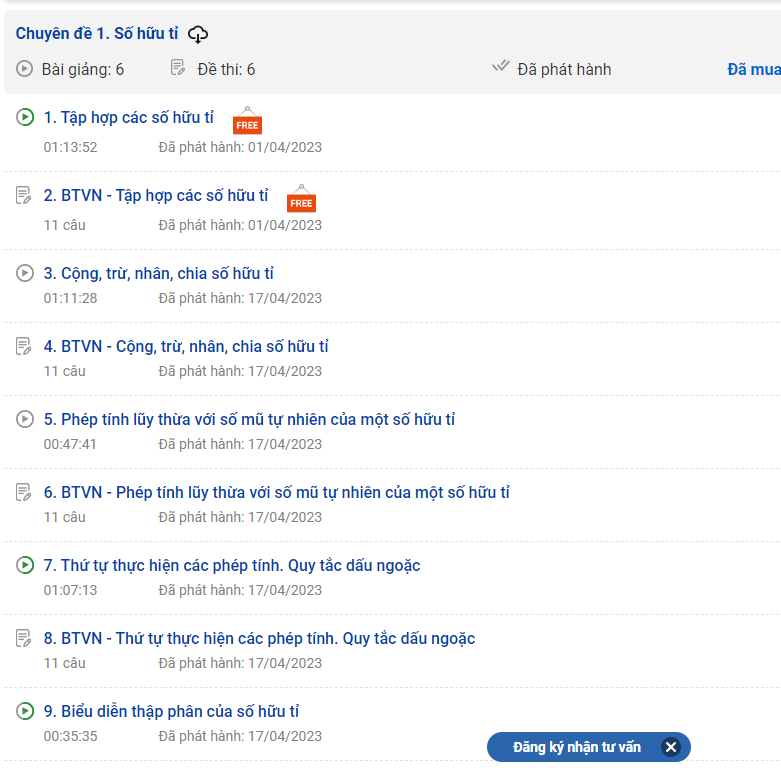 Chuyên đề 1. Số hữu tỉ
Bài giảng: 6 Đề thi: 6 Đã phát hành Đã mua
1. Tập hợp các số hữu tỉ FREE
01:13:52 Đã phát hành: 01/04/2023
2. BTVN - Tập hợp các số hữu tỉ FREE
11 câu Đã phát hành: 01/04/2023
3. Cộng, trừ, nhân, chia số hữu tỉ
01:11:28 Đã phát hành: 17/04/2023
4. BTVN - Cộng, trừ, nhân, chia số hữu tỉ
11 câu Đã phát hành: 17/04/2023
5. Phép tính lũy thừa với số mũ tự nhiên của một số hữu tỉ
00:47:41 Đã phát hành: 17/04/2023
6. BTVN - Phép tính lũy thừa với số mũ tự nhiên của một số hữu tỉ
11 câu Đã phát hành: 17/04/2023
7. Thứ tự thực hiện các phép tính. Quy tắc dấu ngoặc
01:07:13 Đã phát hành: 17/04/2023
8. BTVN - Thứ tự thực hiện các phép tính. Quy tắc dấu ngoặc
11 câu Đã phát hành: 17/04/2023
9. Biểu diễn thập phân của số hữu tỉ
00:35:35 Đã phát hành: 17/04/2023
Đăng ký nhận tư vấn